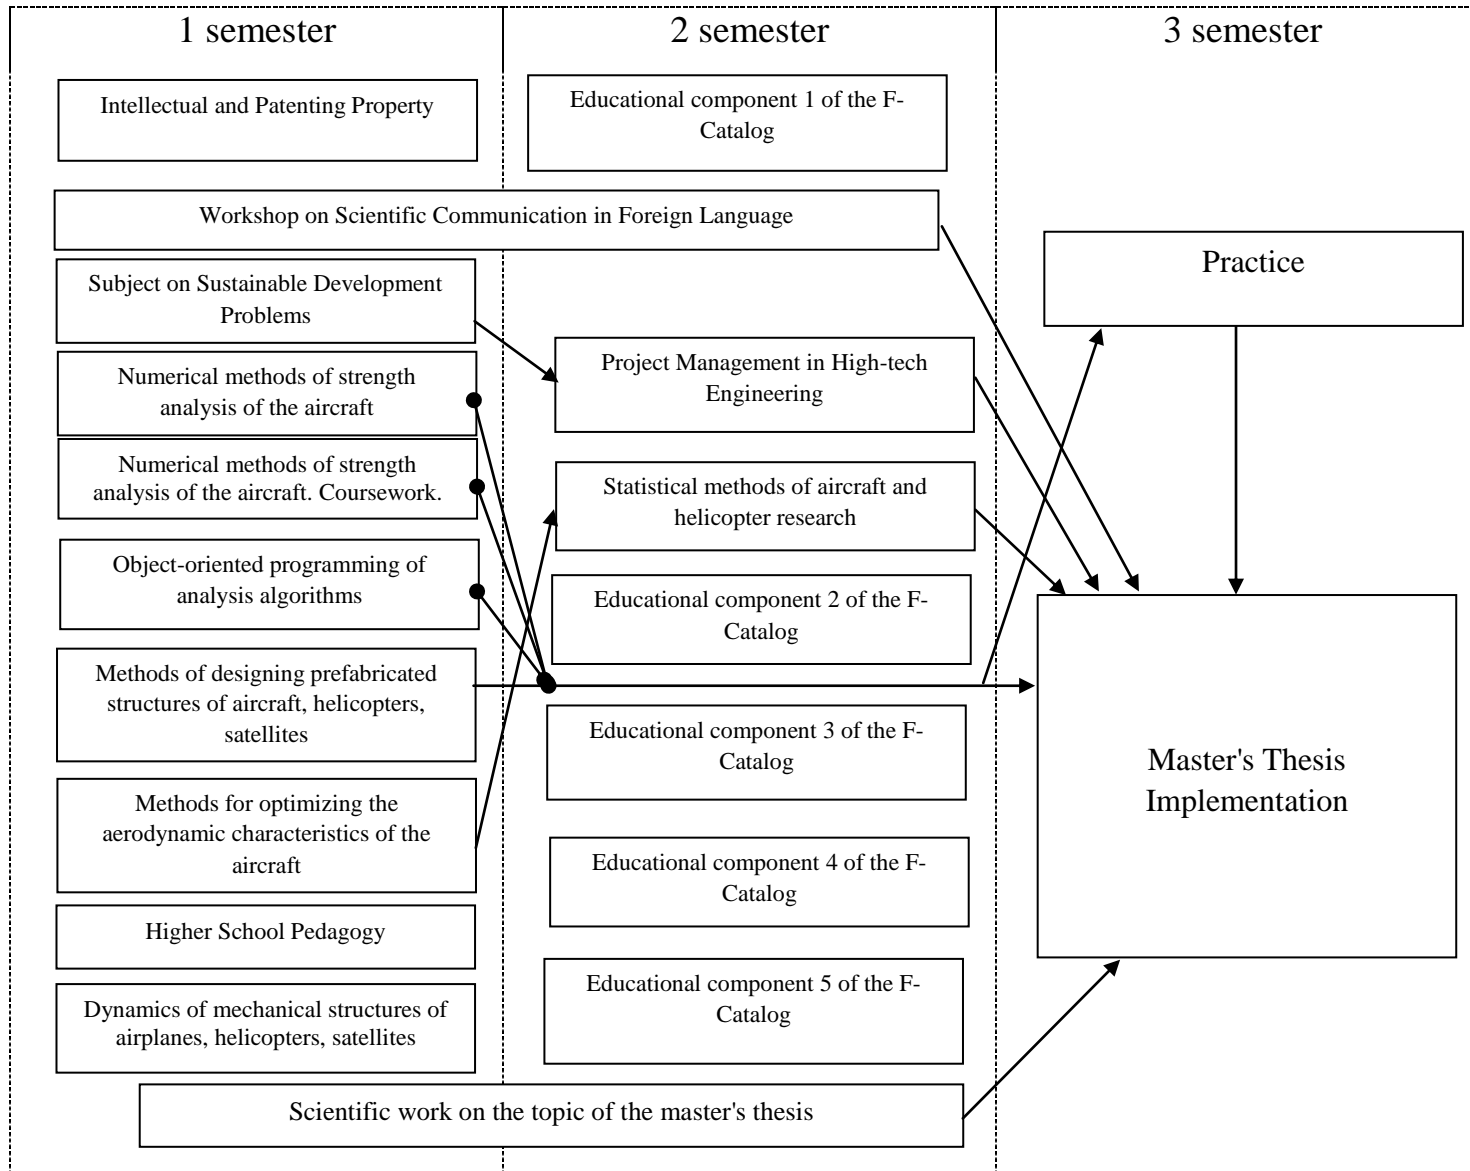 1 semester
2 semester
3 semester
Intellectual and Patenting Property
Educational component 1 of the F-
Catalog
Workshop on Scientific Communication in Foreign Language
Practice
Subject on Sustainable Development
Problems
Project Management in High-tech
Engineering
Numerical methods of strength
analysis of the aircraft
Numerical methods of strength
analysis of the aircraft. Coursework.
Statistical methods of aircraft and
helicopter research
Object-oriented programming of
analysis algorithms
Educational component 2 of the F-
Catalog
Methods of designing prefabricated
structures of aircraft, helicopters,
satellites
Educational component 3 of the F-
Catalog
Master's Thesis
Implementation
Methods for optimizing the
aerodynamic characteristics of the
aircraft
Educational component 4 of the F-
Catalog
Higher School Pedagogy
Educational component 5 of the F-
Catalog
Dynamics of mechanical structures of
airplanes, helicopters, satellites
Scientific work on the topic of the master's thesis